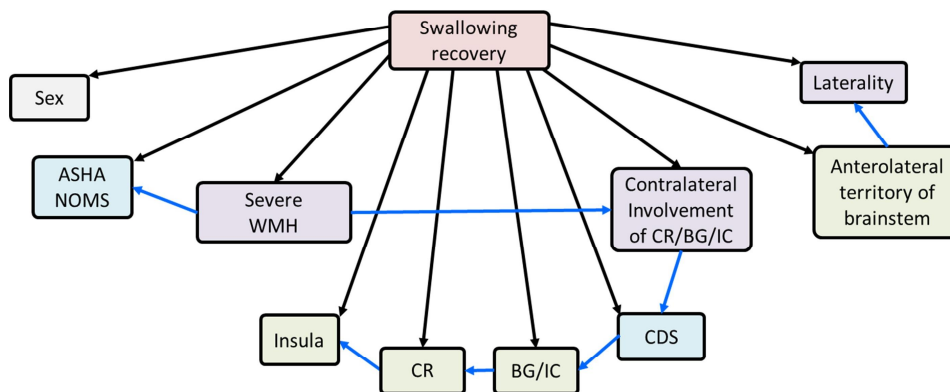 Swallowing
recovery
Sex
Laterality
ASHA
NOMS
Severe
WMH
Contralateral
Involvement
of CR/BG/IC
Anterolateral
territory of
brainstem
Insula
CR
BG/IC
CDS